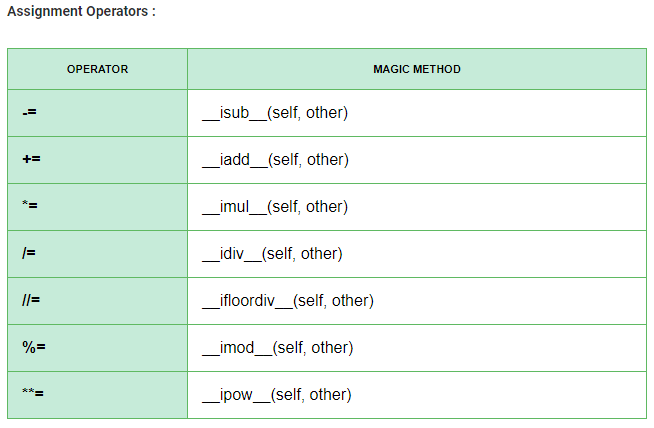 Assignment Operators :
OPERATOR MAGIC METHOD
-= __isub__(self, other)
+= __iadd__(self, other)
*= __imul__(self, other)
/= __idiv__(self, other)
//= __ifloordiv__(self, other)
%= __imod__(self, other)
**= __ipow__(self, other)